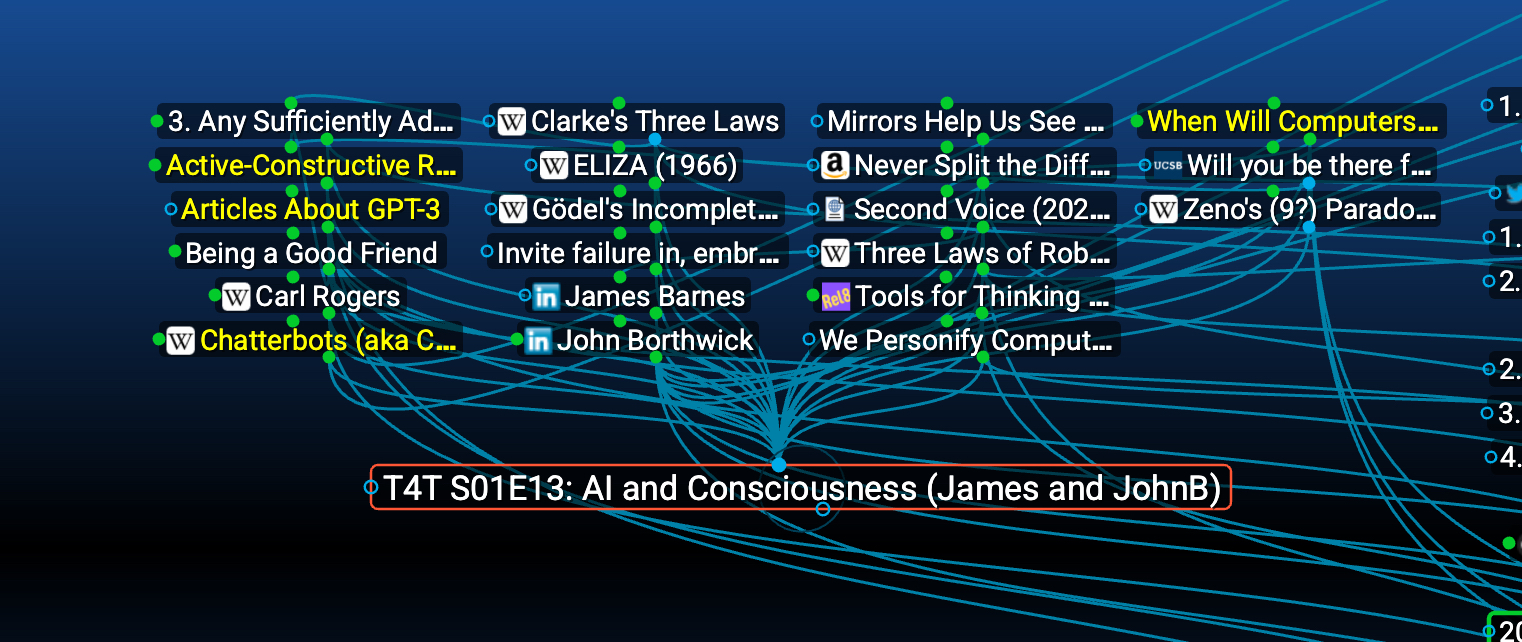 3. Any Sufficiently Ad...
Active-Constructive R...
Articles About GPT-3
Being a Good Friend
W Carl Rogers
W Chatterbots (aka C...
W Clarke's Three Laws
W ELIZA (1966)
W Gödel's Incomplet...
Invite failure in, embr...
in James Barnes
in John Borthwick
Mirrors Help Us See ...
a Never Split the Diff...
Second Voice (202...
W Three Laws of Rob...
Rel8 Tools for Thinking ...
We Personify Comput...
When Will Computers...
UCSB Will you be there f...
W Zeno's (9?) Parado...
1.
1.
2.
2.
3.
4.
20
T4T S01E13: AI and Consciousness (James and JohnB)